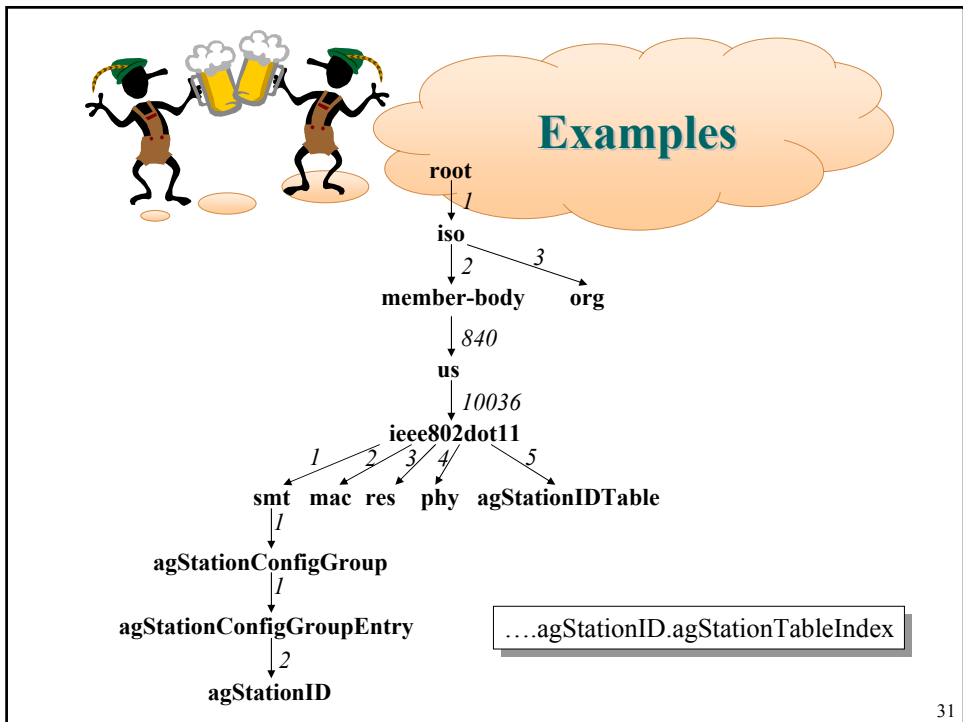 Examples
root
1
iso
2 3
member-body org
840
us
10036
ieee802dot11
1 2 3 4 5
smt mac res phy agStationIDTable
1
agStationConfigGroup
1
agStationConfigGroupEntry
….agStationID.agStationTableIndex
2
agStationID
31